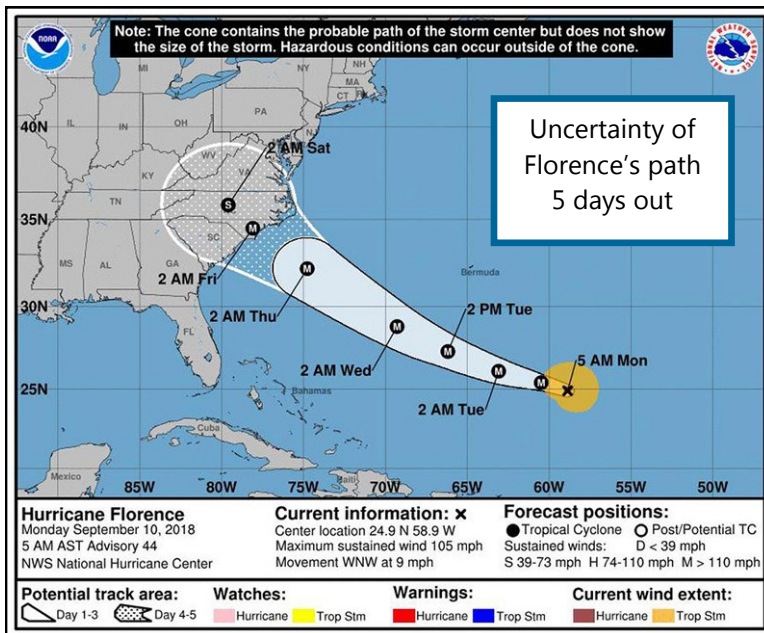 Note: The cone contains the probable path of the storm center but does not show
the size of the storm. Hazardous conditions can occur outside of the cone.
NOAA
NATIONAL WEATHER SERVICE
Uncertainty of
Florence's path
5 days out
MI
NY
NH
MA
CT
PA
NJ
40N
IL
IN
OH
WV
2 AM Sat
KY
VA
TN
S
35N
M
SC
MS
AL
GA
2 AM Fri
M
Bermuda
30N
2 AM Thu
2 PM Tue
FL
M
M
5 AM Mon
2 AM Wed
M
M
25N
Bahamas
2 AM Tue
Cuba
Mexico
Haiti
85W
80W
75W
70W
65W
60W
55W
50W
Hurricane Florence
Monday September 10, 2018
5 AM AST Advisory 44
NWS National Hurricane Center
Current information: x
Center location 24.9 N 58.9 W
Maximum sustained wind 105 mph
Movement WNW at 9 mph
Forecast positions:
Tropical Cyclone Post/Potential TC
Sustained winds: D < 39 mph
S 39-73 mph H 74-110 mph M > 110 mph
Potential track area:
Day 1-3 Day 4-5
Watches:
Hurricane Trop Stm
Warnings:
Hurricane Trop Stm
Current wind extent:
Hurricane Trop Stm